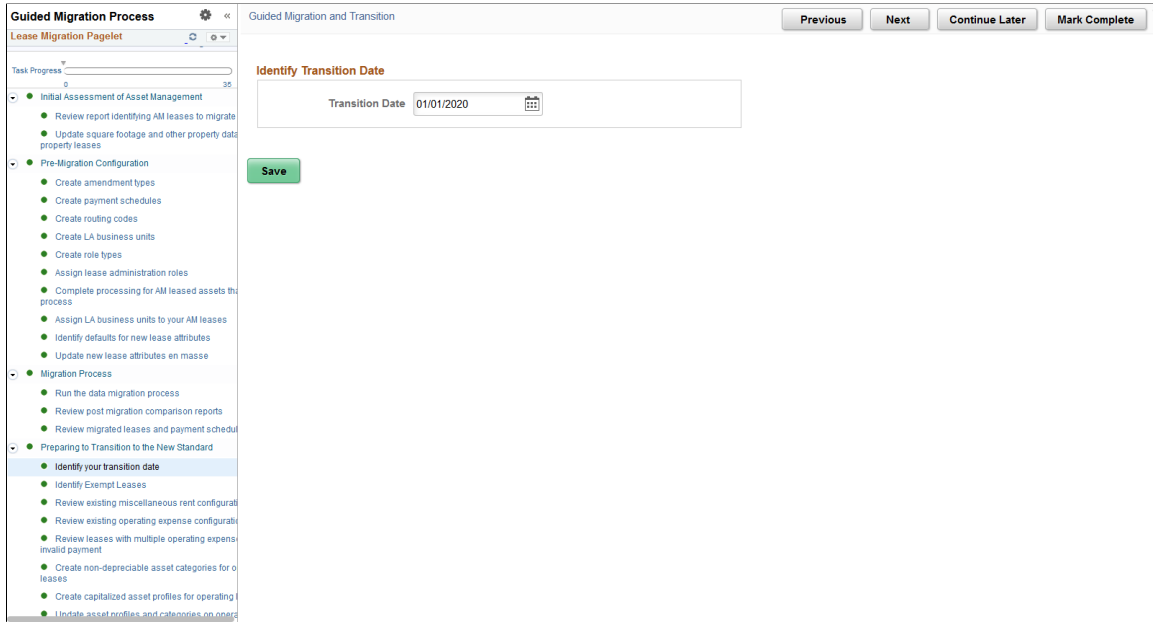 Guided Migration Process
«
Guided Migration and Transition
Previous
Next
Continue Later
Mark Complete
Lease Migration Pagelet
Task Progress
0
35
Initial Assessment of Asset Management
Review report identifying AM leases to migrate
Update square footage and other property data
property leases
Pre-Migration Configuration
Create amendment types
Create payment schedules
Create routing codes
Create LA business units
Create role types
Assign lease administration roles
Complete processing for AM leased assets tha
process
Assign LA business units to your AM leases
Identify defaults for new lease attributes
Update new lease attributes en masse
Migration Process
Run the data migration process
Review post migration comparison reports
Review migrated leases and payment schedul
Preparing to Transition to the New Standard
Identify your transition date
Identify Exempt Leases
Review existing miscellaneous rent configurati
Review existing operating expense configuratio
Review leases with multiple operating expense
invalid payment
Create non-depreciable asset categories for o
leases
Create capitalized asset profiles for operating l
Update asset profiles and categories on opera
Identify Transition Date
Transition Date 01/01/2020
Save